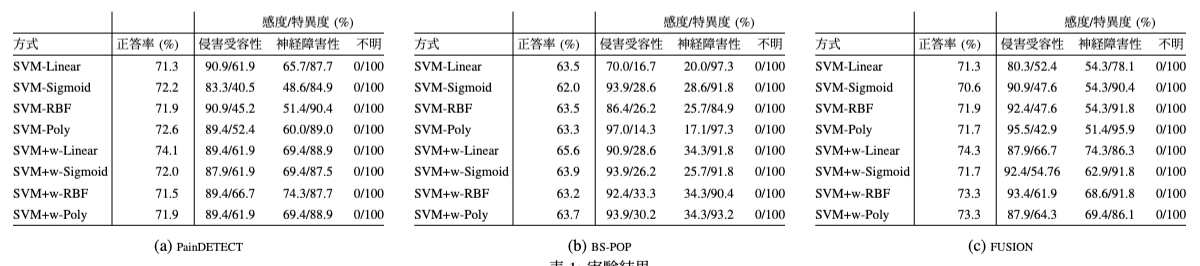 感度/特異度 (%)
方式 正答率 (%) 侵害受容性 神経障害性 不明
SVM-Linear 71.3 90.9/61.9 65.7/87.7 0/100
SVM-Sigmoid 72.2 83.3/40.5 48.6/84.9 0/100
SVM-RBF 71.9 90.9/45.2 51.4/90.4 0/100
SVM-Poly 72.6 89.4/52.4 60.0/89.0 0/100
SVM+w-Linear 74.1 89.4/61.9 69.4/88.9 0/100
SVM+w-Sigmoid 72.0 87.9/61.9 69.4/87.5 0/100
SVM+w-RBF 71.5 89.4/66.7 74.3/87.7 0/100
SVM+w-Poly 71.9 89.4/61.9 69.4/88.9 0/100
(a) PainDETECT
感度/特異度 (%)
方式 正答率 (%) 侵害受容性 神経障害性 不明
SVM-Linear 63.5 70.0/16.7 20.0/97.3 0/100
SVM-Sigmoid 62.0 93.9/28.6 28.6/91.8 0/100
SVM-RBF 63.5 86.4/26.2 25.7/84.9 0/100
SVM-Poly 63.3 97.0/14.3 17.1/97.3 0/100
SVM+w-Linear 65.6 90.9/28.6 34.3/91.8 0/100
SVM+w-Sigmoid 63.9 93.9/26.2 25.7/91.8 0/100
SVM+w-RBF 63.2 92.4/33.3 34.3/90.4 0/100
SVM+w-Poly 63.7 93.9/30.2 34.3/93.2 0/100
(b) BS-POP
感度/特異度 (%)
方式 正答率 (%) 侵害受容性 神経障害性 不明
SVM-Linear 71.3 80.3/52.4 54.3/78.1 0/100
SVM-Sigmoid 70.6 90.9/47.6 54.3/90.4 0/100
SVM-RBF 71.9 92.4/47.6 54.3/91.8 0/100
SVM-Poly 71.7 95.5/42.9 51.4/95.9 0/100
SVM+w-Linear 74.3 87.9/66.7 74.3/86.3 0/100
SVM+w-Sigmoid 71.7 92.4/54.76 62.9/91.8 0/100
SVM+w-RBF 73.3 93.4/61.9 68.6/91.8 0/100
SVM+w-Poly 73.3 87.9/64.3 69.4/86.1 0/100
(c) FUSION